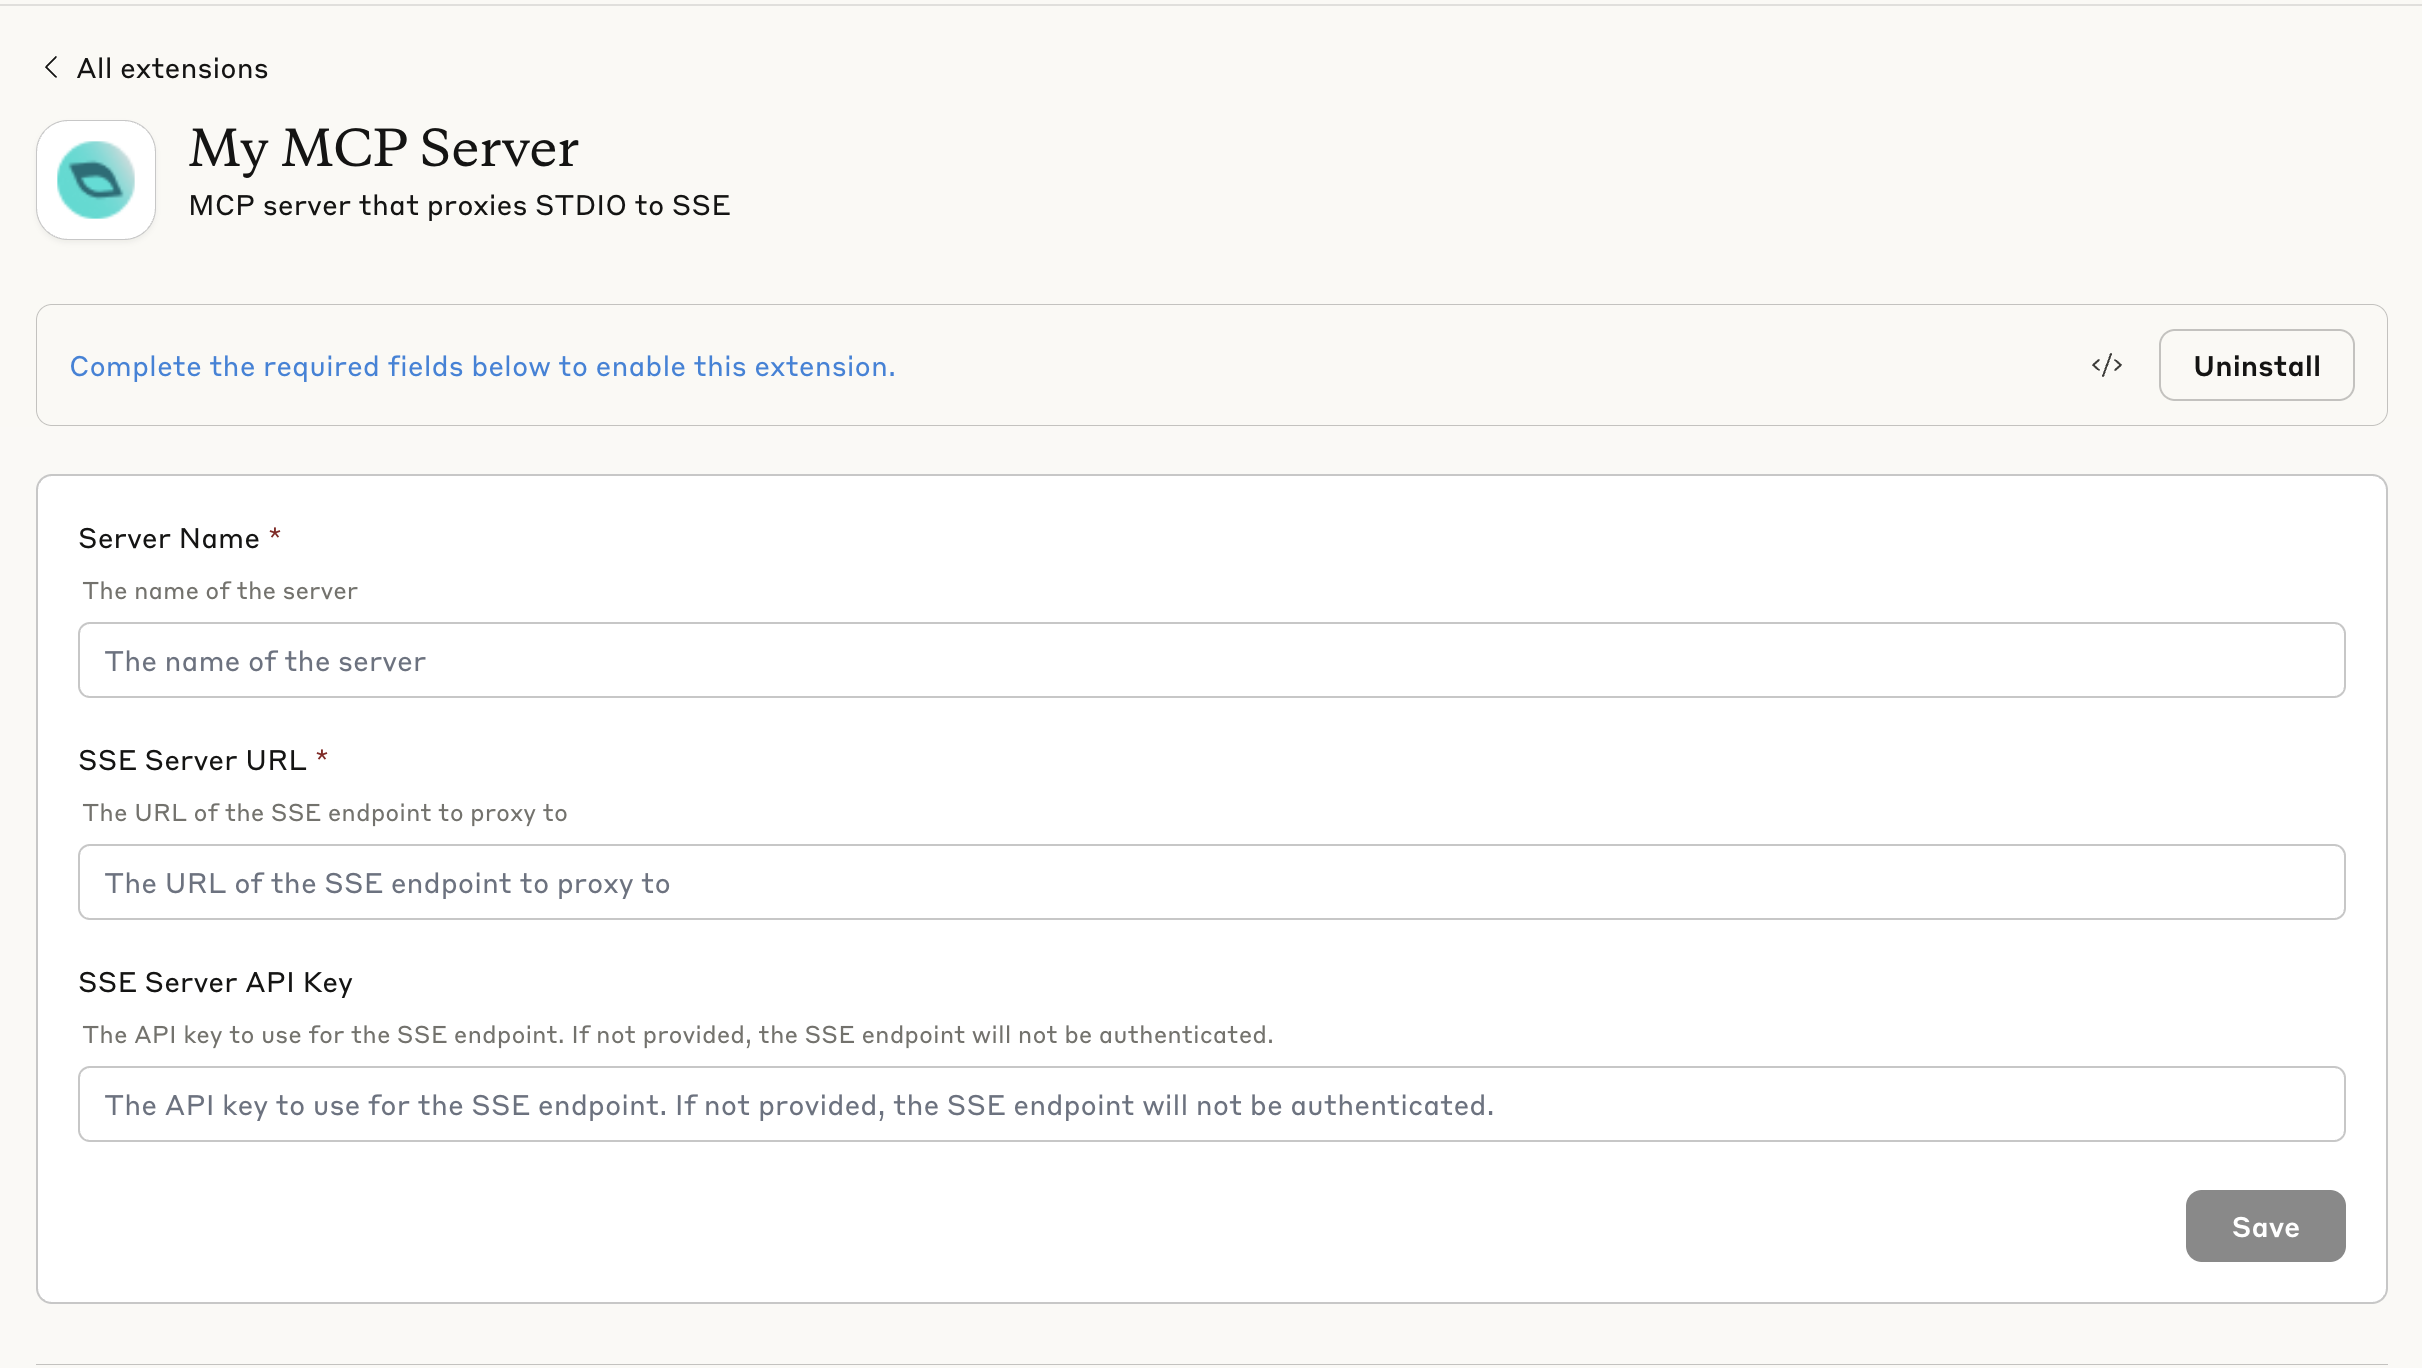 All extensions
My MCP Server
MCP server that proxies STDIO to SSE
Complete the required fields below to enable this extension.
</>
Uninstall
Server Name *
The name of the server
The name of the server
SSE Server URL *
The URL of the SSE endpoint to proxy to
The URL of the SSE endpoint to proxy to
SSE Server API Key
The API key to use for the SSE endpoint. If not provided, the SSE endpoint will not be authenticated.
The API key to use for the SSE endpoint. If not provided, the SSE endpoint will not be authenticated.
Save